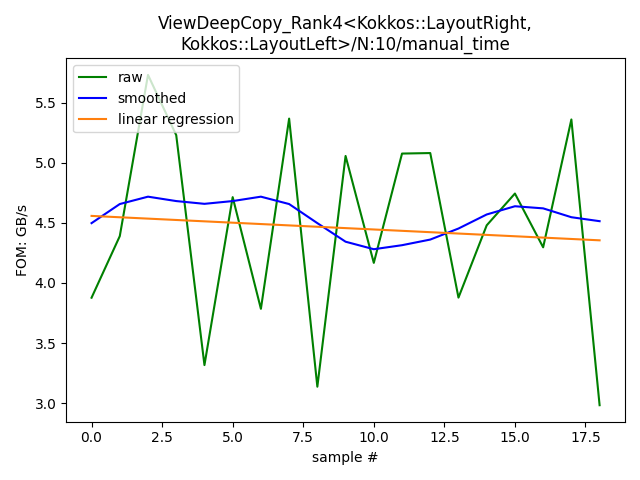 ViewDeepCopy_Rank4<Kokkos::LayoutRight,
Kokkos::LayoutLeft>/N:10/manual_time
raw
smoothed
linear regression
FOM: GB/s
5.5
5.0
4.5
4.0
3.5
3.0
0.0 2.5 5.0 7.5 10.0 12.5 15.0 17.5
sample #